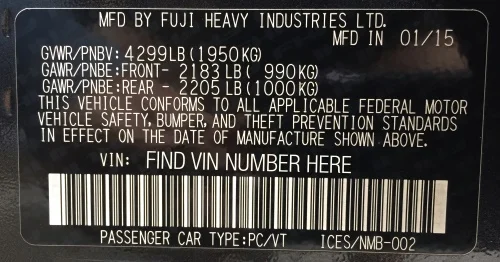 MFD BY FUJI HEAVY INDUSTRIES LTD.
MFD IN 01/15
GVWR/PNBV: 4299LB (1950KG)
GAWR/PNBE:FRONT- 2183 LB ( 990KG)
GAWR/PNBE:REAR - 2205 LB (1000KG)
THIS VEHICLE CONFORMS TO ALL APPLICABLE FEDERAL MOTOR
VEHICLE SAFETY, BUMPER, AND THEFT PREVENTION STANDARDS
IN EFFECT ON THE DATE OF MANUFACTURE SHOWN ABOVE.
VIN: FIND VIN NUMBER HERE
PASSENGER CAR TYPE:PC/VT ICES/NMB-002